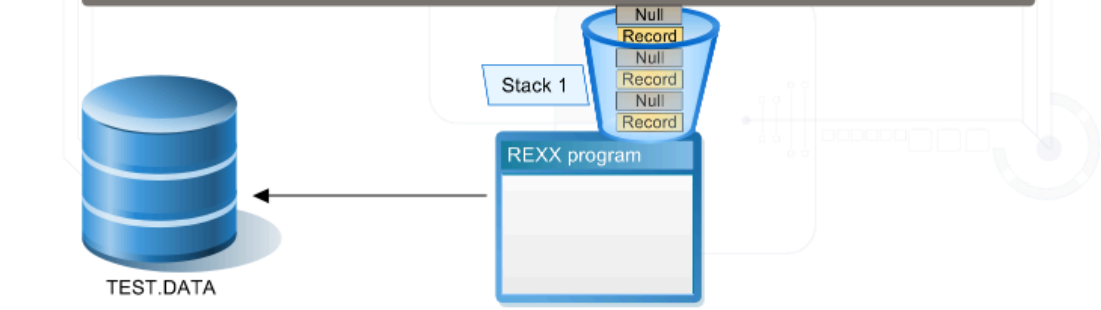 Null
Record
Null
Record
Null
Record
Stack 1
REXX program
TEST.DATA